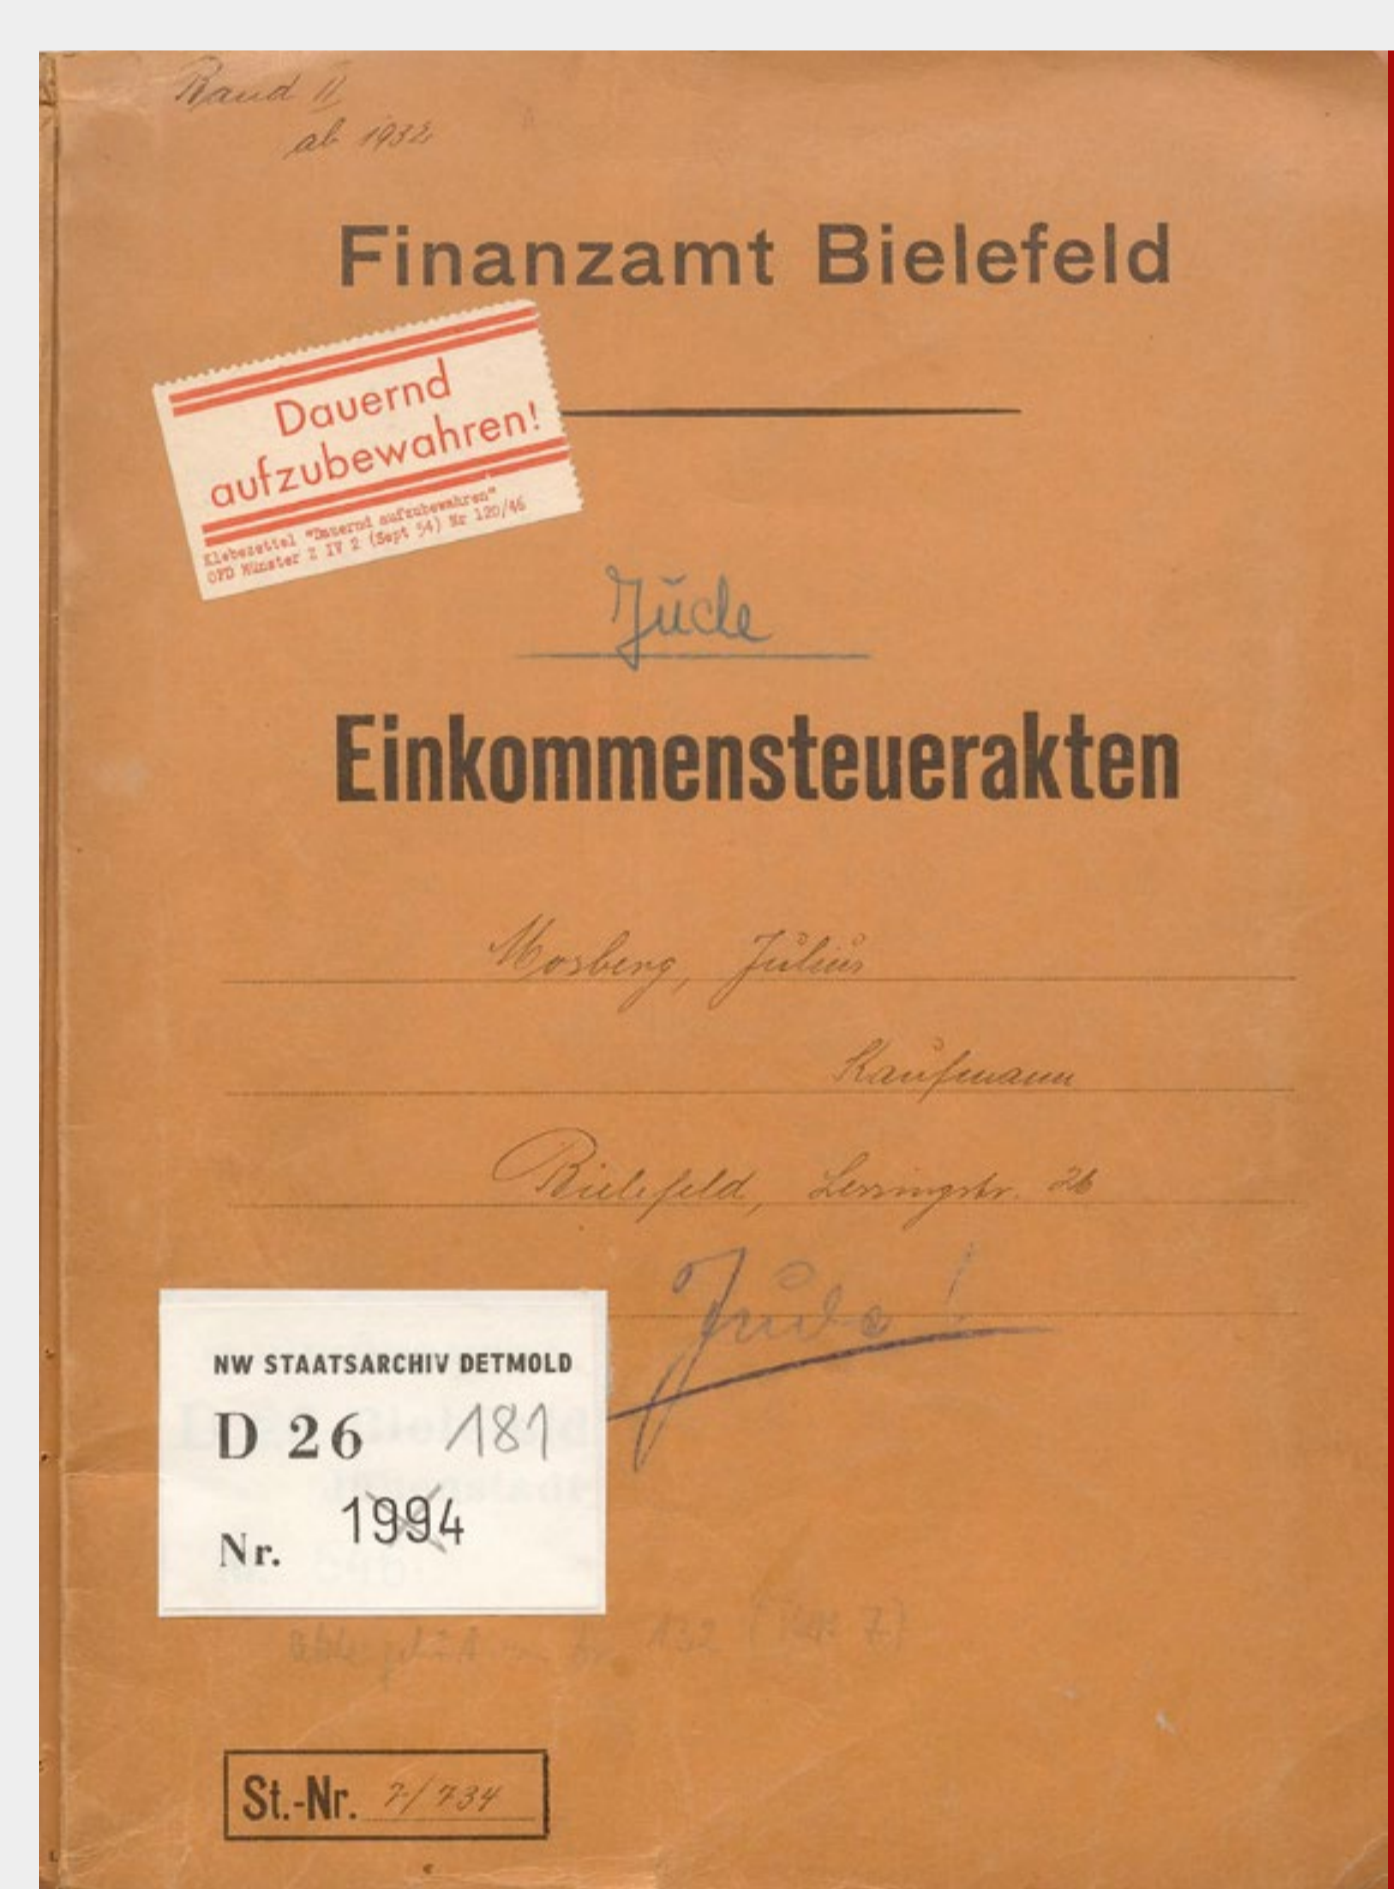 Band II
ab 1932
Finanzamt Bielefeld
Dauernd
aufzubewahren!
Klebezettel "Dauernd aufzubewahren"
OFD Münster Z IV 2 (Sept 54) Nr 120/46
Jude
Einkommensteuerakten
Mosberg, Julius
Kaufmann
Bielefeld, Lessingstr. 26
Jude!
NW STAATSARCHIV DETMOLD
D 26 181
Nr. 1994
132
St.-Nr. 7/734